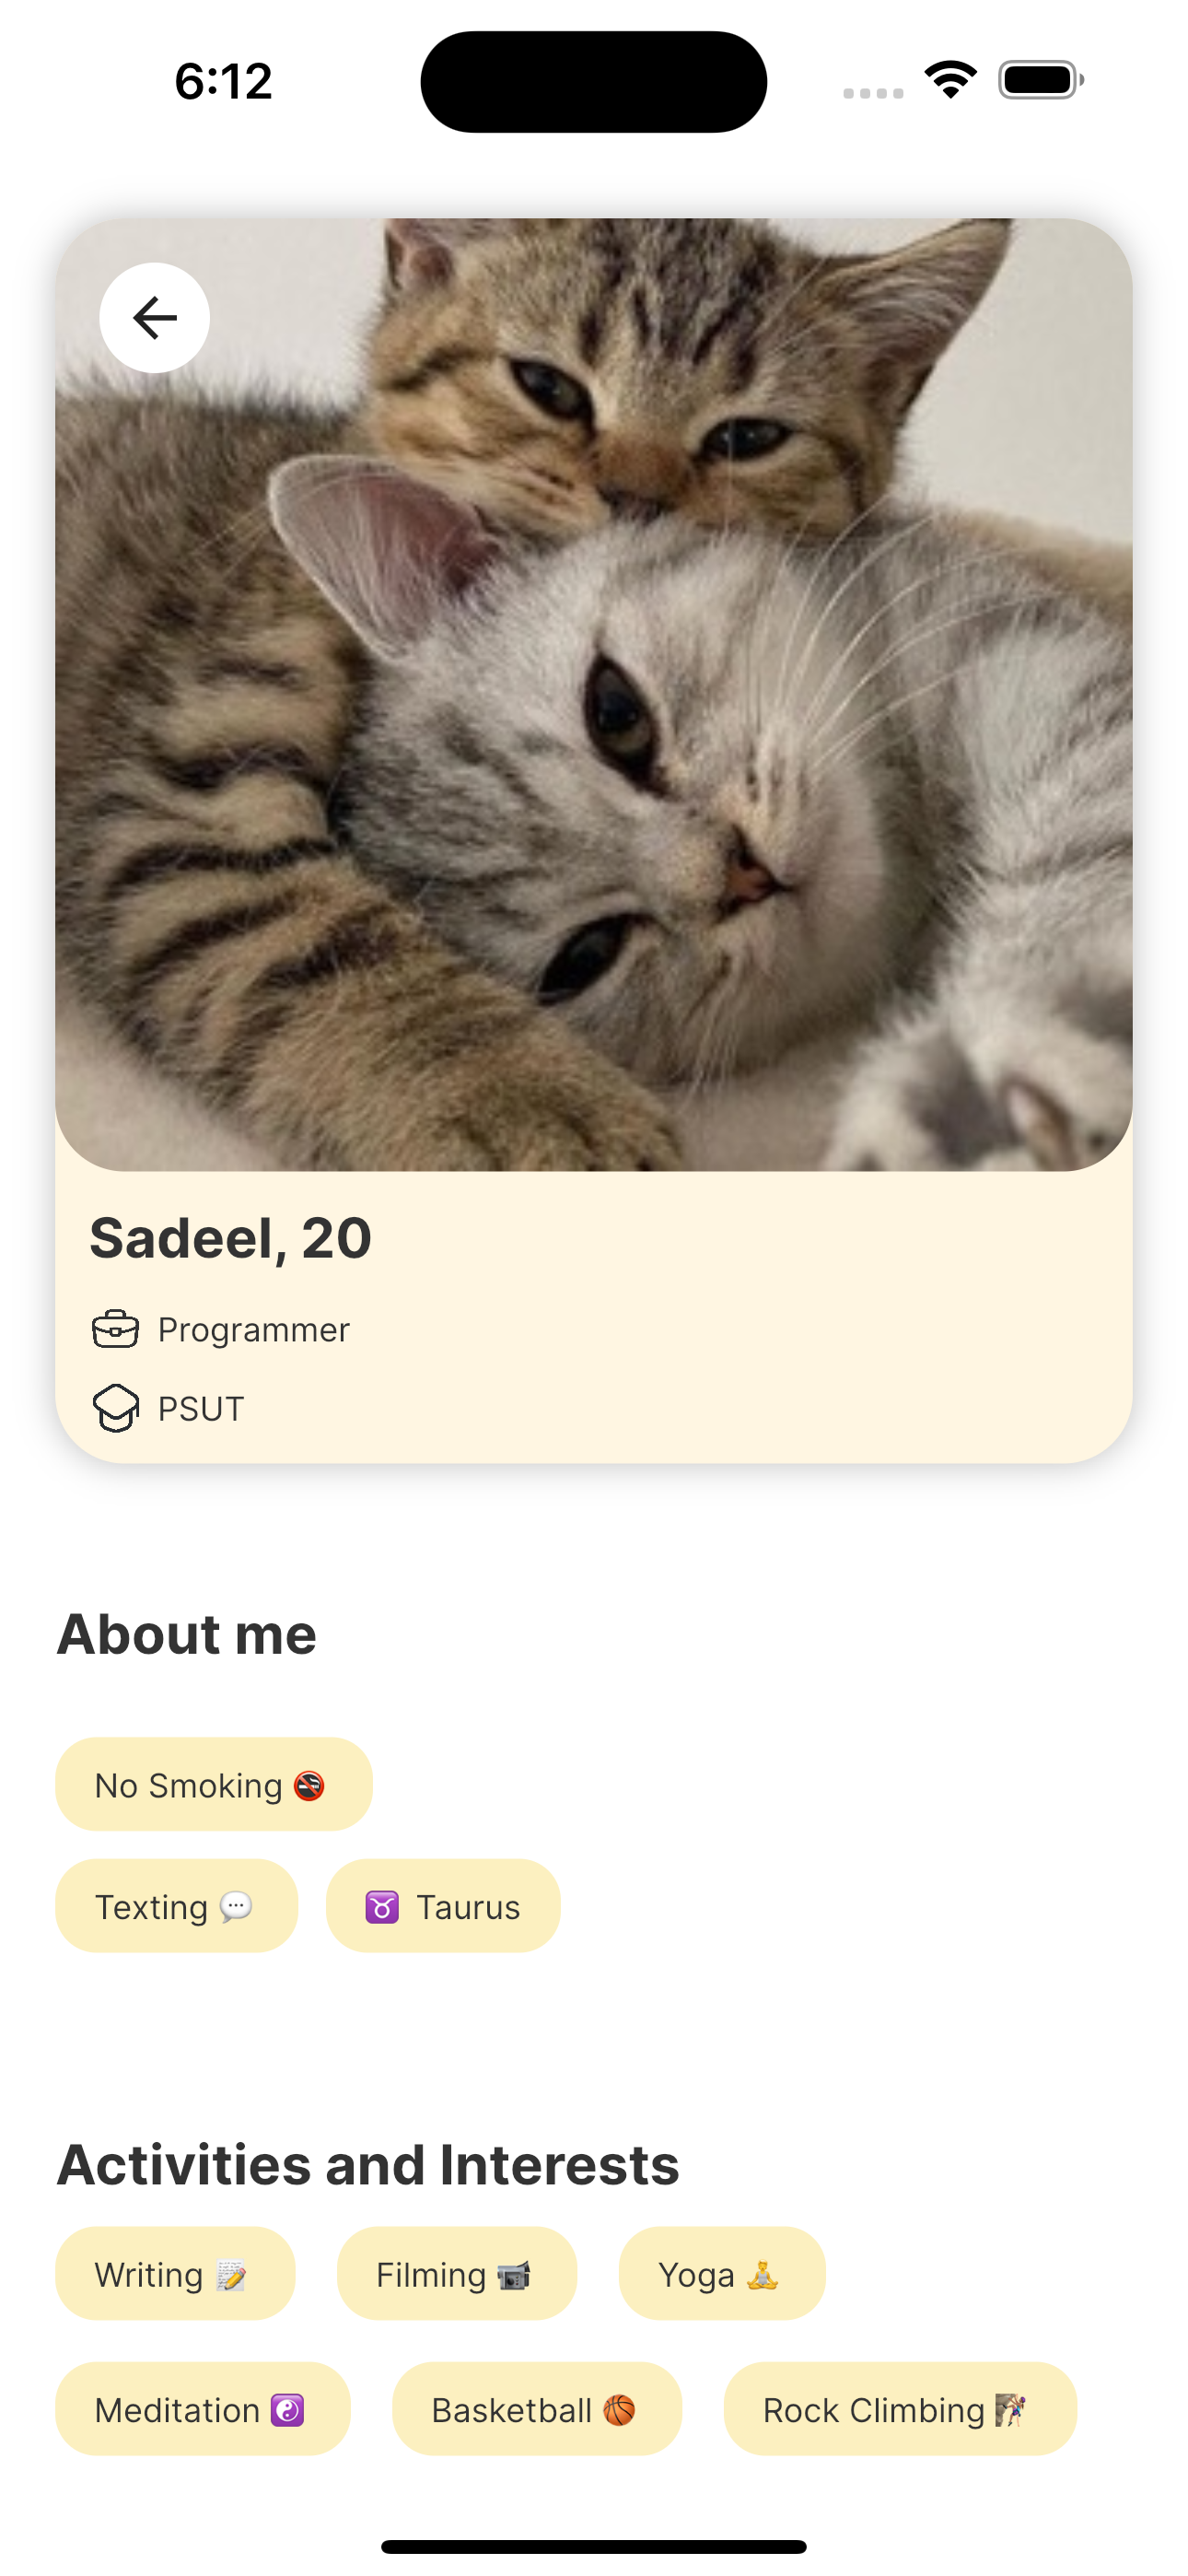 6:12
Sadeel, 20
Programmer
PSUT
About me
No Smoking 🚭
Texting 💬 ♉ Taurus
Activities and Interests
Writing 📝 Filming 📹 Yoga 🧘
Meditation ☯️ Basketball 🏀 Rock Climbing 🧗‍♀️